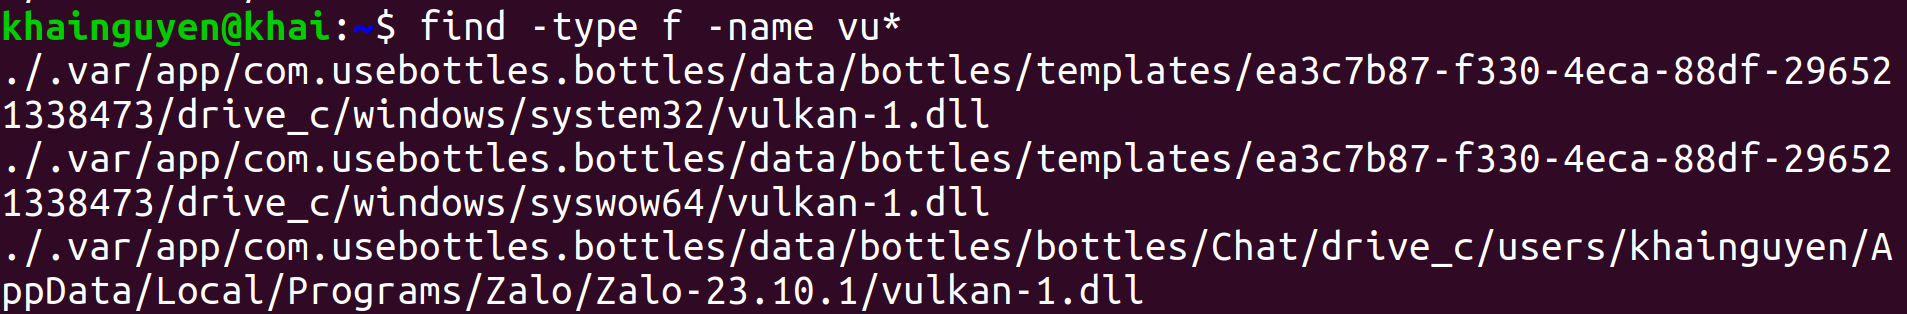 khainguyen@khai:~$ find -type f -name vu*
./.var/app/com.usebottles.bottles/data/bottles/templates/ea3c7b87-f330-4eca-88df-29652
1338473/drive_c/windows/system32/vulkan-1.dll
./.var/app/com.usebottles.bottles/data/bottles/templates/ea3c7b87-f330-4eca-88df-29652
1338473/drive_c/windows/syswow64/vulkan-1.dll
./.var/app/com.usebottles.bottles/data/bottles/bottles/Chat/drive_c/users/khainguyen/A
ppData/Local/Programs/Zalo/Zalo-23.10.1/vulkan-1.dll